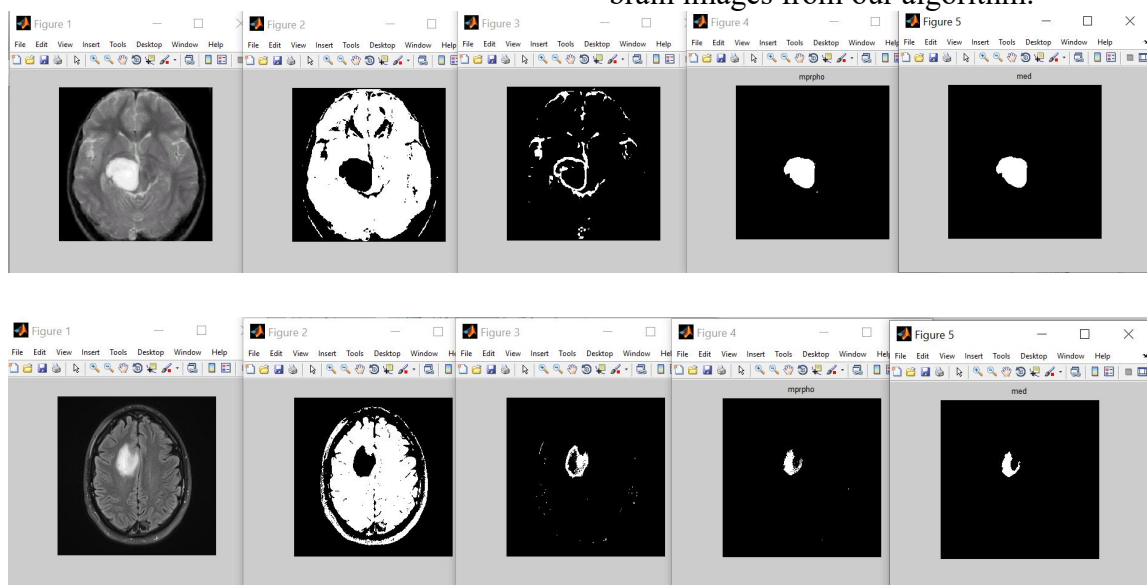 brain images from our algorithm.
Figure 1
File Edit View Insert Tools Desktop Window Help
Figure 2
File Edit View Insert Tools Desktop Window Help
Figure 3
File Edit View Insert Tools Desktop Window Help
Figure 4
File Edit View Insert Tools Desktop Window Help
mprpho
Figure 5
File Edit View Insert Tools Desktop Window Help
med
Figure 1
File Edit View Insert Tools Desktop Window Help
Figure 2
File Edit View Insert Tools Desktop Window
Figure 3
File Edit View Insert Tools Desktop Window
Figure 4
File Edit View Insert Tools Desktop Window
mprpho
Figure 5
File Edit View Insert Tools Desktop Window Help
med